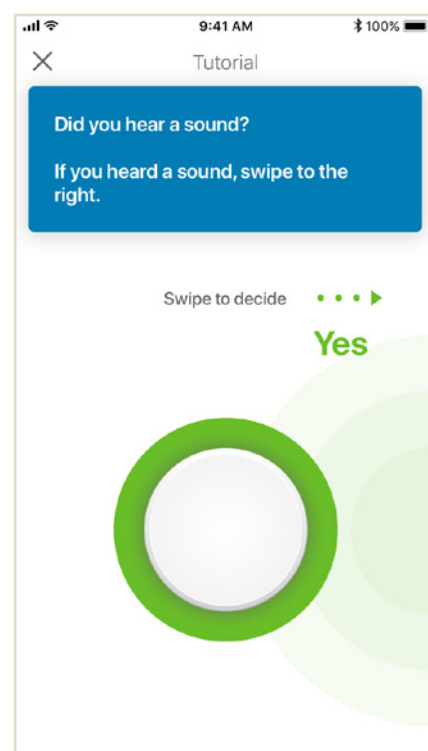 9:41 AM
100%
Tutorial
Did you hear a sound?
If you heard a sound, swipe to the
right.
Swipe to decide
Yes